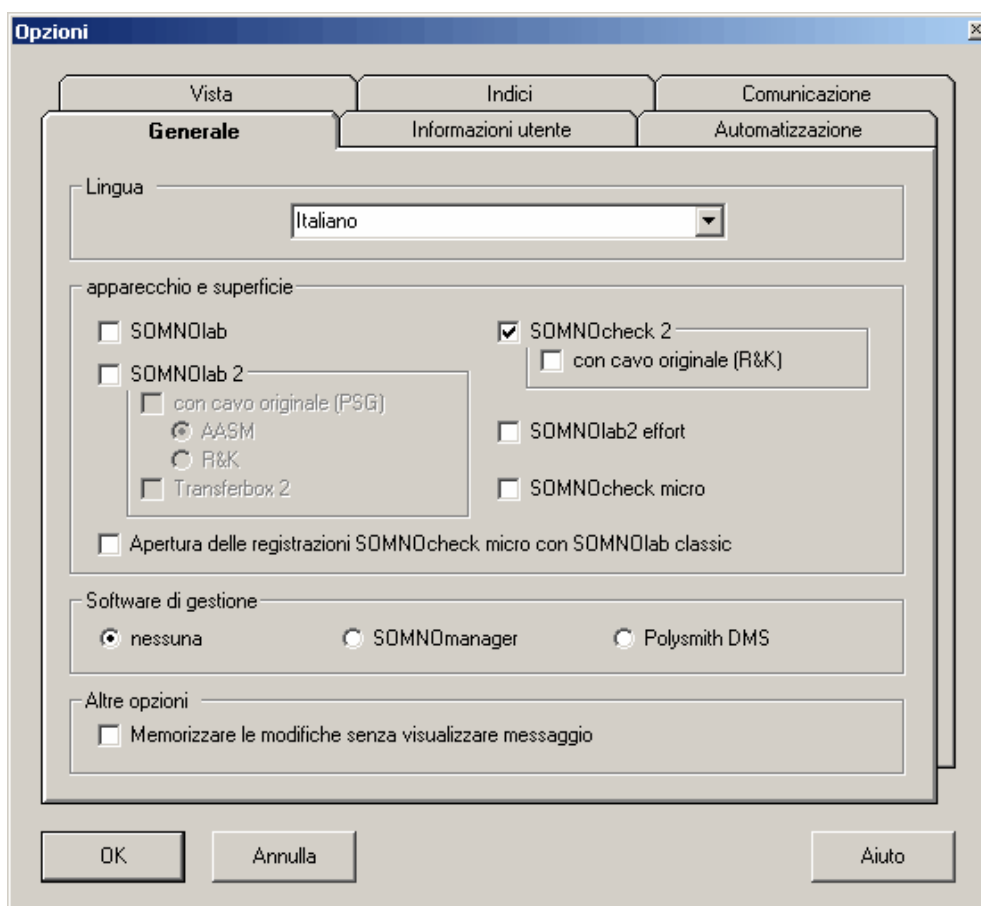 Opzioni
Vista
Indici
Comunicazione
Generale
Informazioni utente
Automatizzazione
Lingua
Italiano
apparecchio e superficie
SOMNOlab
SOMNOcheck 2
con cavo originale (R&K)
SOMNOlab 2
con cavo originale (PSG)
AASM
R&K
Transferbox 2
SOMNOlab2 effort
SOMNOcheck micro
Apertura delle registrazioni SOMNOcheck micro con SOMNOlab classic
Software di gestione
nessuna
SOMNOmanager
Polysmith DMS
Altre opzioni
Memorizzare le modifiche senza visualizzare messaggio
OK
Annulla
Aiuto